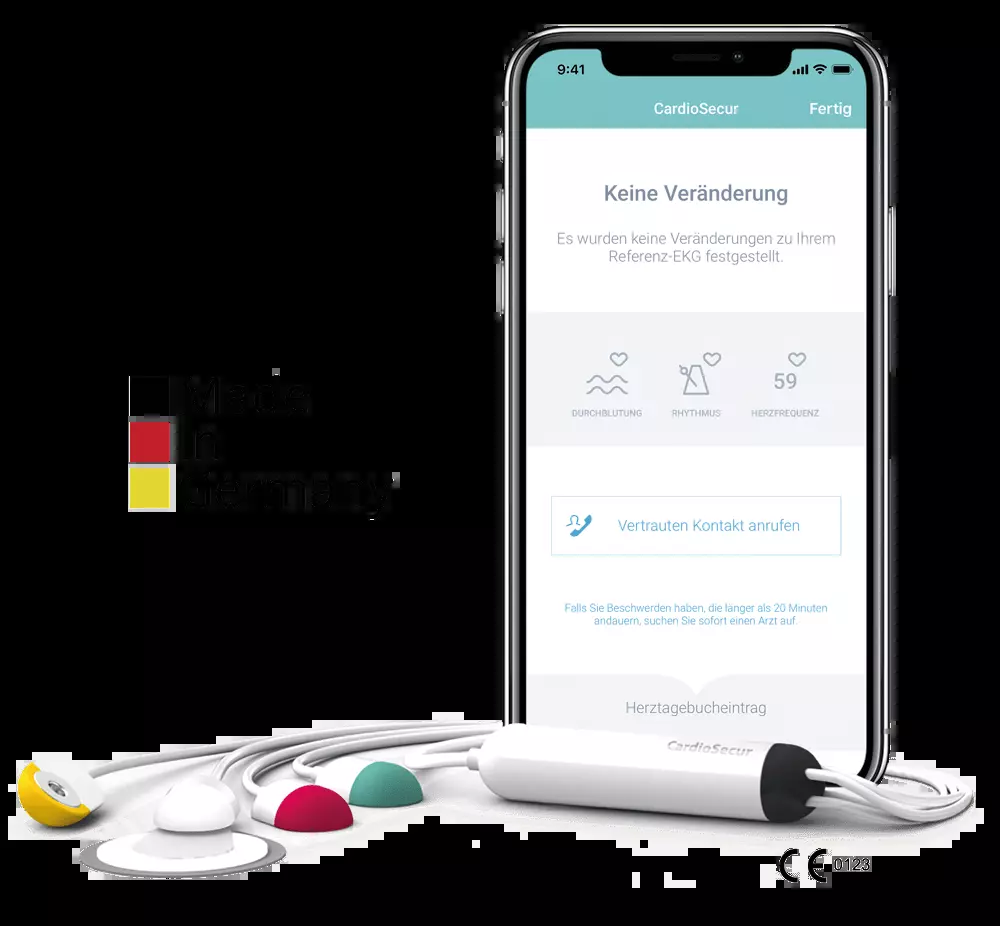 9:41
CardioSecur
Fertig
Keine Veränderung
Es wurden keine Veränderungen zu Ihrem
Referenz-EKG festgestellt.
59
DURCHBLUTUNG
RHYTHMUS
HERZFREQUENZ
Made
in
Germany
Vertrauten Kontakt anrufen
Falls Sie Beschwerden haben, die länger als 20 Minuten
andauern, suchen Sie sofort einen Arzt auf.
Herztagebucheintrag
CardioSecur
CE 0123